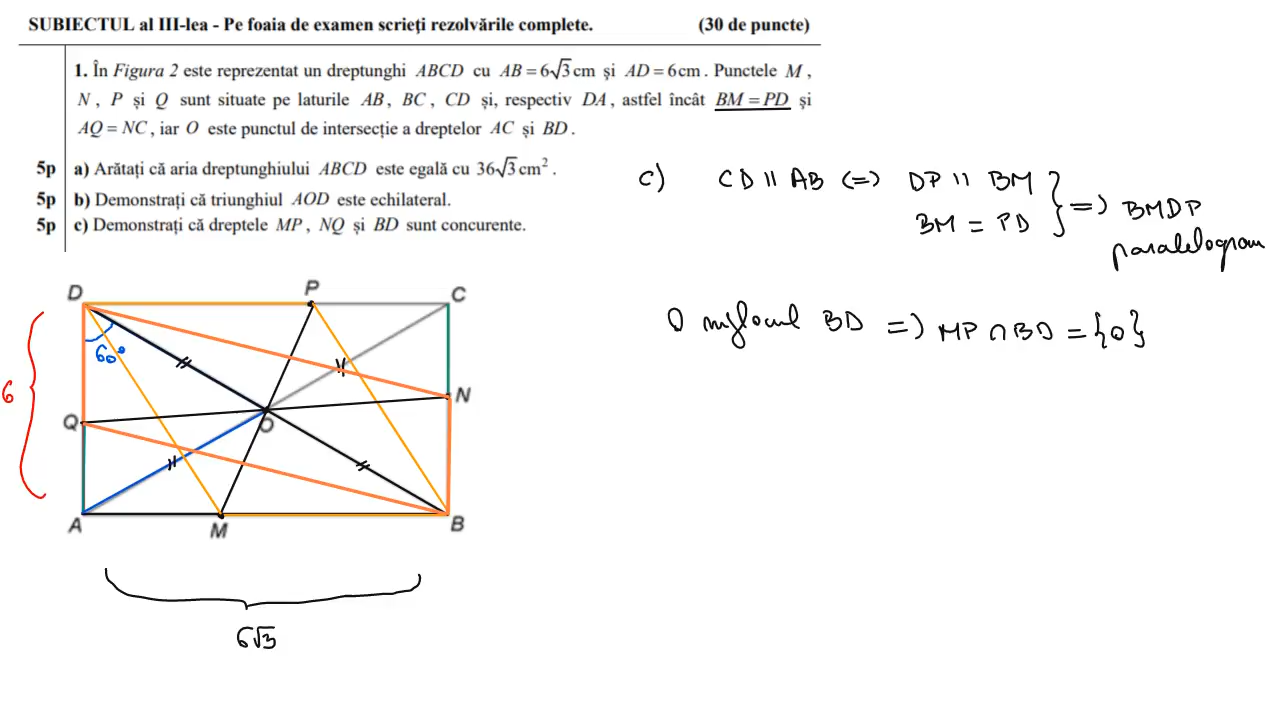 SUBIECTUL al III-lea - Pe foaia de examen scrieți rezolvările complete. (30 de puncte)
1. În Figura 2 este reprezentat un dreptunghi ABCD cu AB = 6√3 cm și AD = 6 cm. Punctele M,
N, P și Q sunt situate pe laturile AB, BC, CD și, respectiv DA, astfel încât BM = PD și
AQ = NC, iar O este punctul de intersecție a dreptelor AC și BD.
5p a) Arătați că aria dreptunghiului ABCD este egală cu 36√3 cm².
5p b) Demonstrați că triunghiul AOD este echilateral.
5p c) Demonstrați că dreptele MP, NQ și BD sunt concurente.
c) CD || AB (=) DP || BM
BM = PD
=) BMDP
paralelogram
O mijlocul BD =) MP ∩ BD = {O}
D P C
60°
6
N
Q
O
A M B
6√3